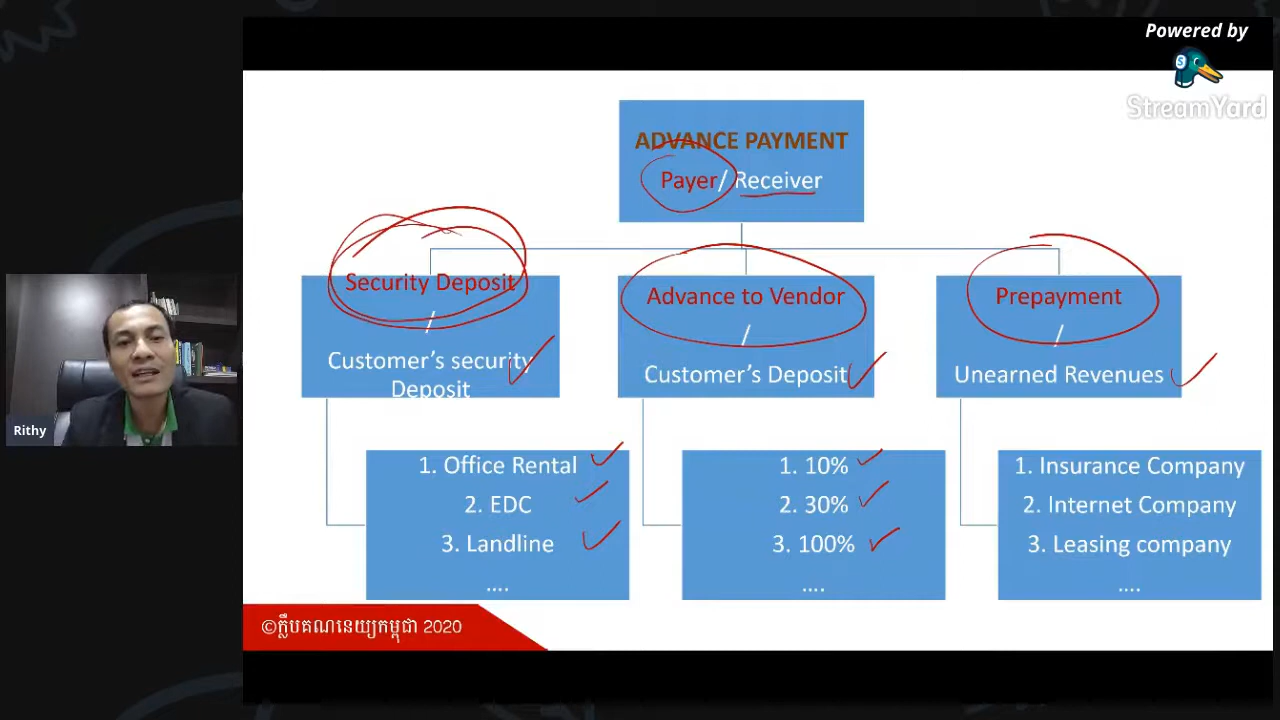 Powered by
StreamYard
ADVANCE PAYMENT
Payer/ Receiver
Security Deposit
/
Customer's security
Deposit
Advance to Vendor
/
Customer's Deposit
Prepayment
/
Unearned Revenues
1. Office Rental
2. EDC
3. Landline
....
1. 10%
2. 30%
3. 100%
....
1. Insurance Company
2. Internet Company
3. Leasing company
....
Rithy
©ក្លឹបគណនេយ្យកម្ពុជា 2020